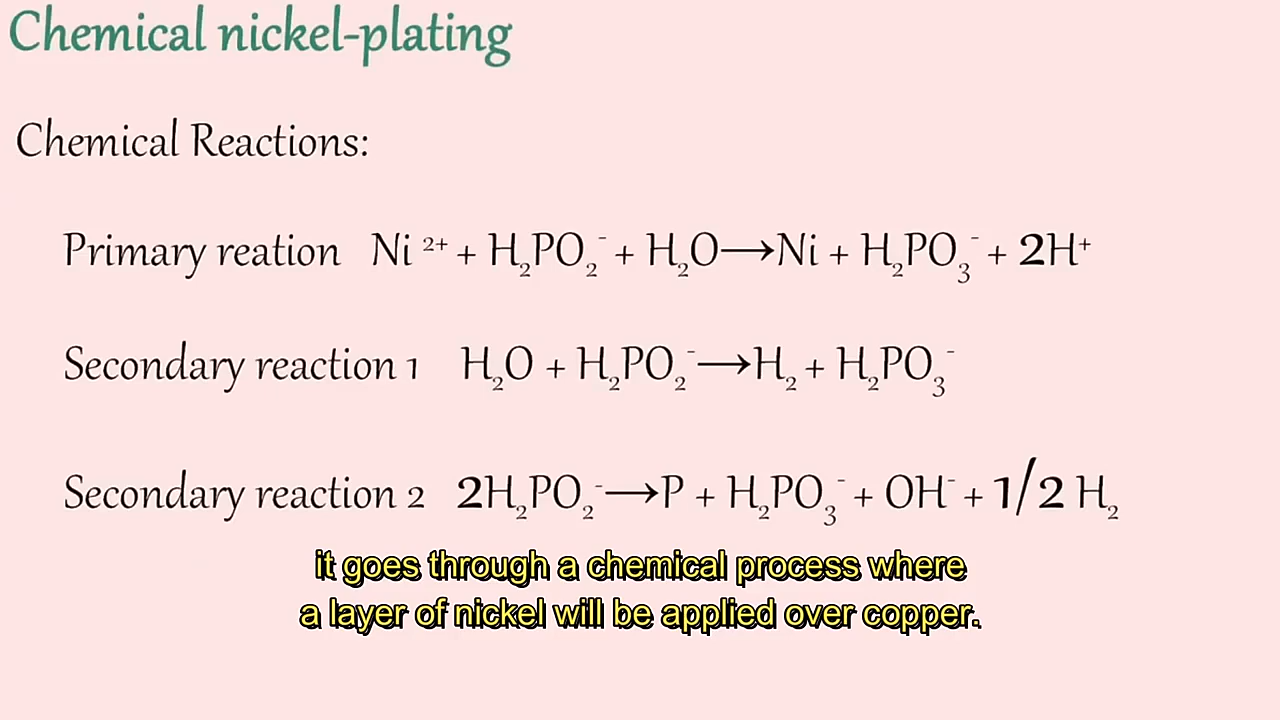 Chemical nickel-plating
Chemical Reactions:
Primary reation Ni ²⁺ + H₂PO₂⁻ + H₂O⟶Ni + H₂PO₃⁻ + 2H⁺
Secondary reaction 1 H₂O + H₂PO₂⁻⟶H₂ + H₂PO₃⁻
Secondary reaction 2 2H₂PO₂⁻⟶P + H₂PO₃⁻ + OH⁻ + 1/2 H₂
it goes through a chemical process where
a layer of nickel will be applied over copper.